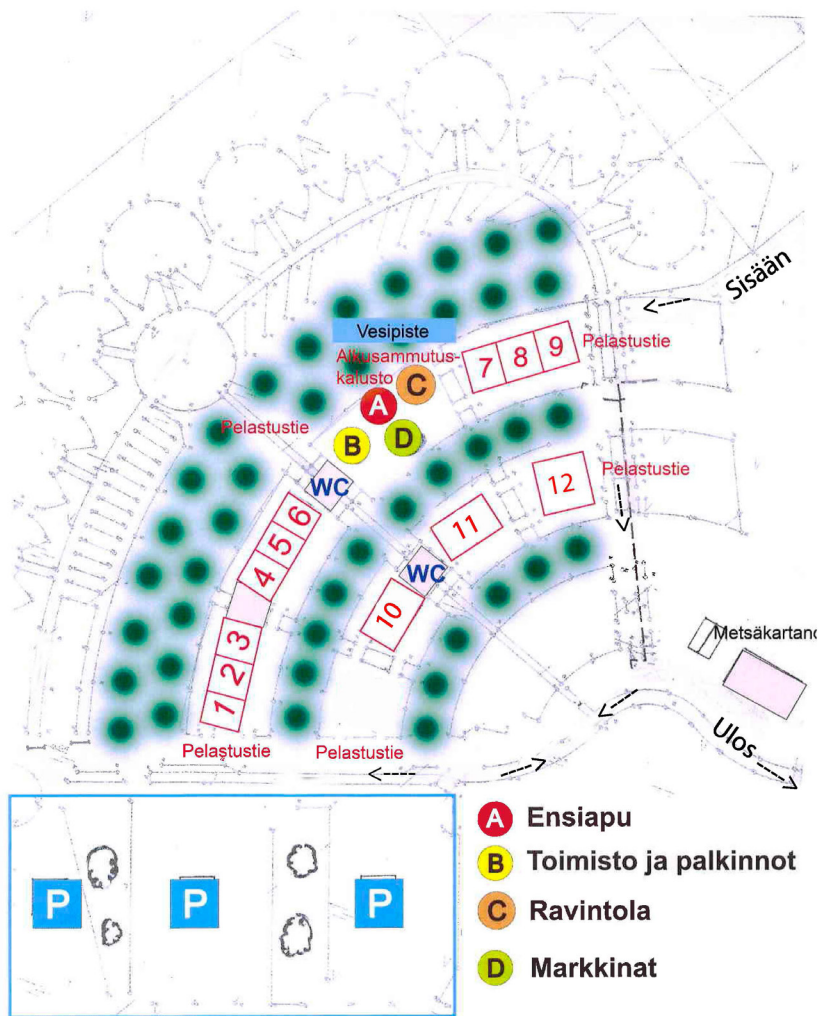 Sisään
Vesipiste
Alkusammutus-
kalusto
Pelastustie
7
8
9
C
A
B
D
Pelastustie
WC
Pelastustie
12
11
6
5
4
WC
10
3
2
1
Metsäkartano
Pelastustie
Pelastustie
Ulos
P
P
P
A Ensiapu
B Toimisto ja palkinnot
C Ravintola
D Markkinat